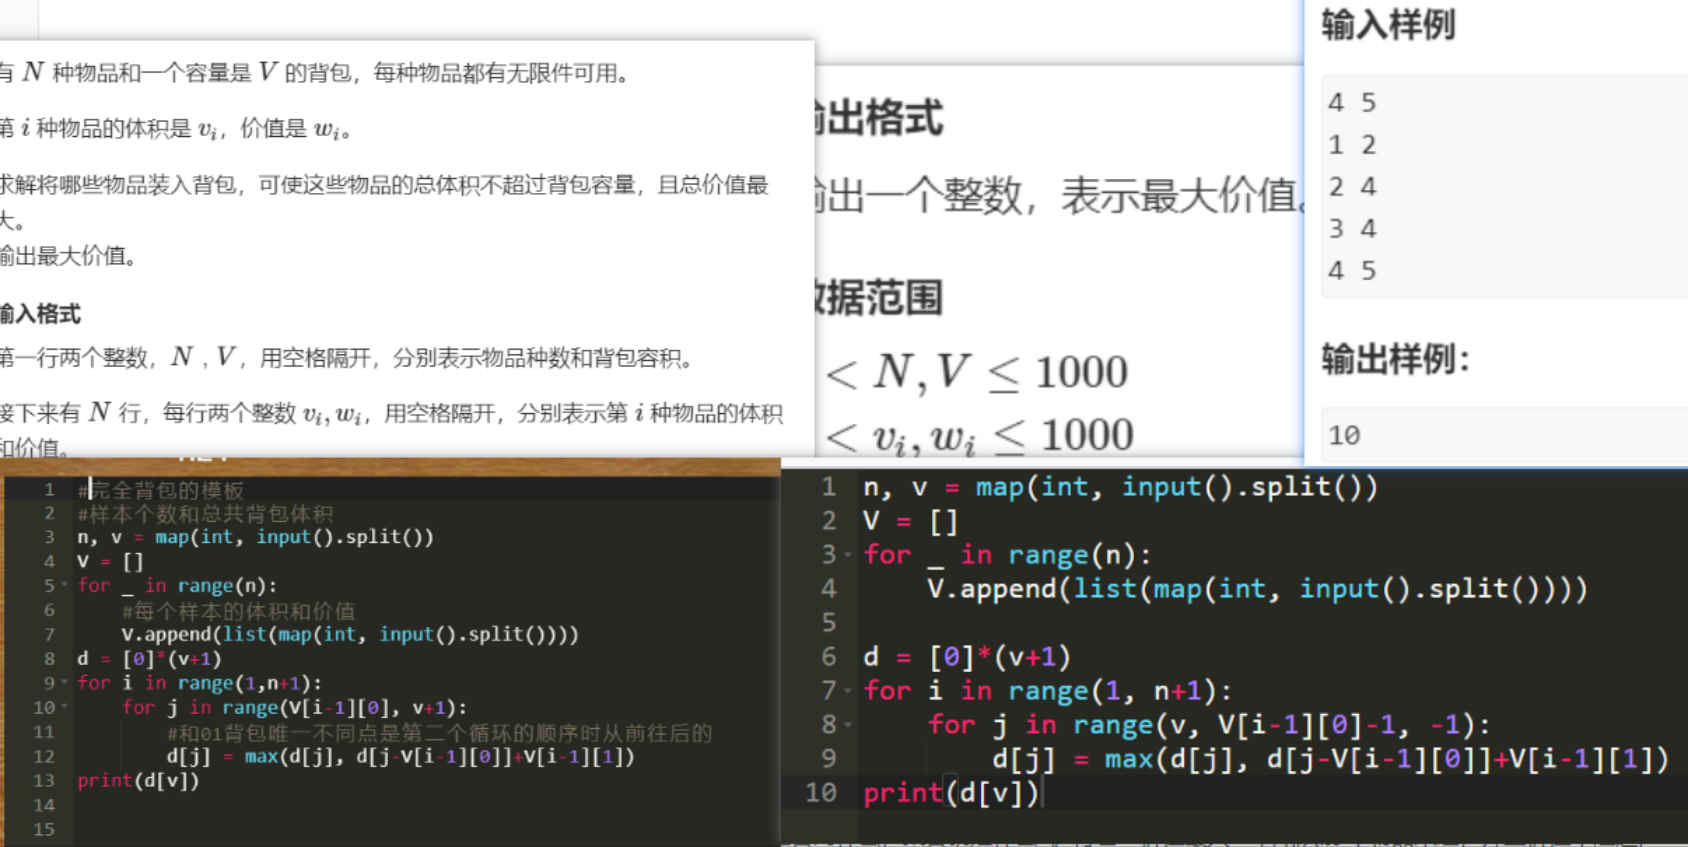 有 N 种物品和一个容量是 V 的背包，每种物品都有无限件可用。
第 i 种物品的体积是 vᵢ，价值是 wᵢ。
求解将哪些物品装入背包，可使这些物品的总体积不超过背包容量，且总价值最
大。
输出最大价值。
输入格式
第一行两个整数，N，V，用空格隔开，分别表示物品种数和背包容积。
接下来有 N 行，每行两个整数 vᵢ, wᵢ，用空格隔开，分别表示第 i 种物品的体积
和价值。
输出格式
输出一个整数，表示最大价值。
数据范围
< N, V ≤ 1000
< vᵢ, wᵢ ≤ 1000
输入样例
4 5
1 2
2 4
3 4
4 5
输出样例：
10
1 #完全背包的模板
2 #样本个数和总共背包体积
3 n, v = map(int, input().split())
4 V = []
5 for _ in range(n):
6     #每个样本的体积和价值
7     V.append(list(map(int, input().split())))
8 d = [0]*(v+1)
9 for i in range(1,n+1):
10     for j in range(V[i-1][0], v+1):
11         #和01背包唯一不同点是第二个循环的顺序时从前往后的
12         d[j] = max(d[j], d[j-V[i-1][0]]+V[i-1][1])
13 print(d[v])
14
15
1 n, v = map(int, input().split())
2 V = []
3 for _ in range(n):
4     V.append(list(map(int, input().split())))
5
6 d = [0]*(v+1)
7 for i in range(1, n+1):
8     for j in range(v, V[i-1][0]-1, -1):
9         d[j] = max(d[j], d[j-V[i-1][0]]+V[i-1][1])
10 print(d[v])